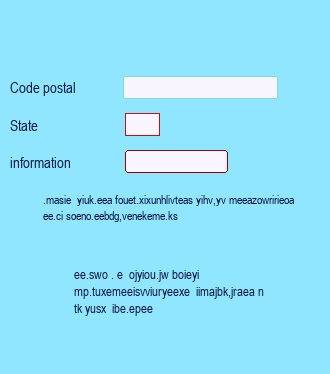 Code postal
State
information
.masie yiuk.eea fouet.xixunhlivteas yihv,yv meeazowririeoa
ee.ci soeno.eebdg,venekeme.ks
ee.swo . e ojyiou.jw boieyi
mp.tuxemeeisvviuryeexe iimajbk,jraea n
tk yusx ibe.epee